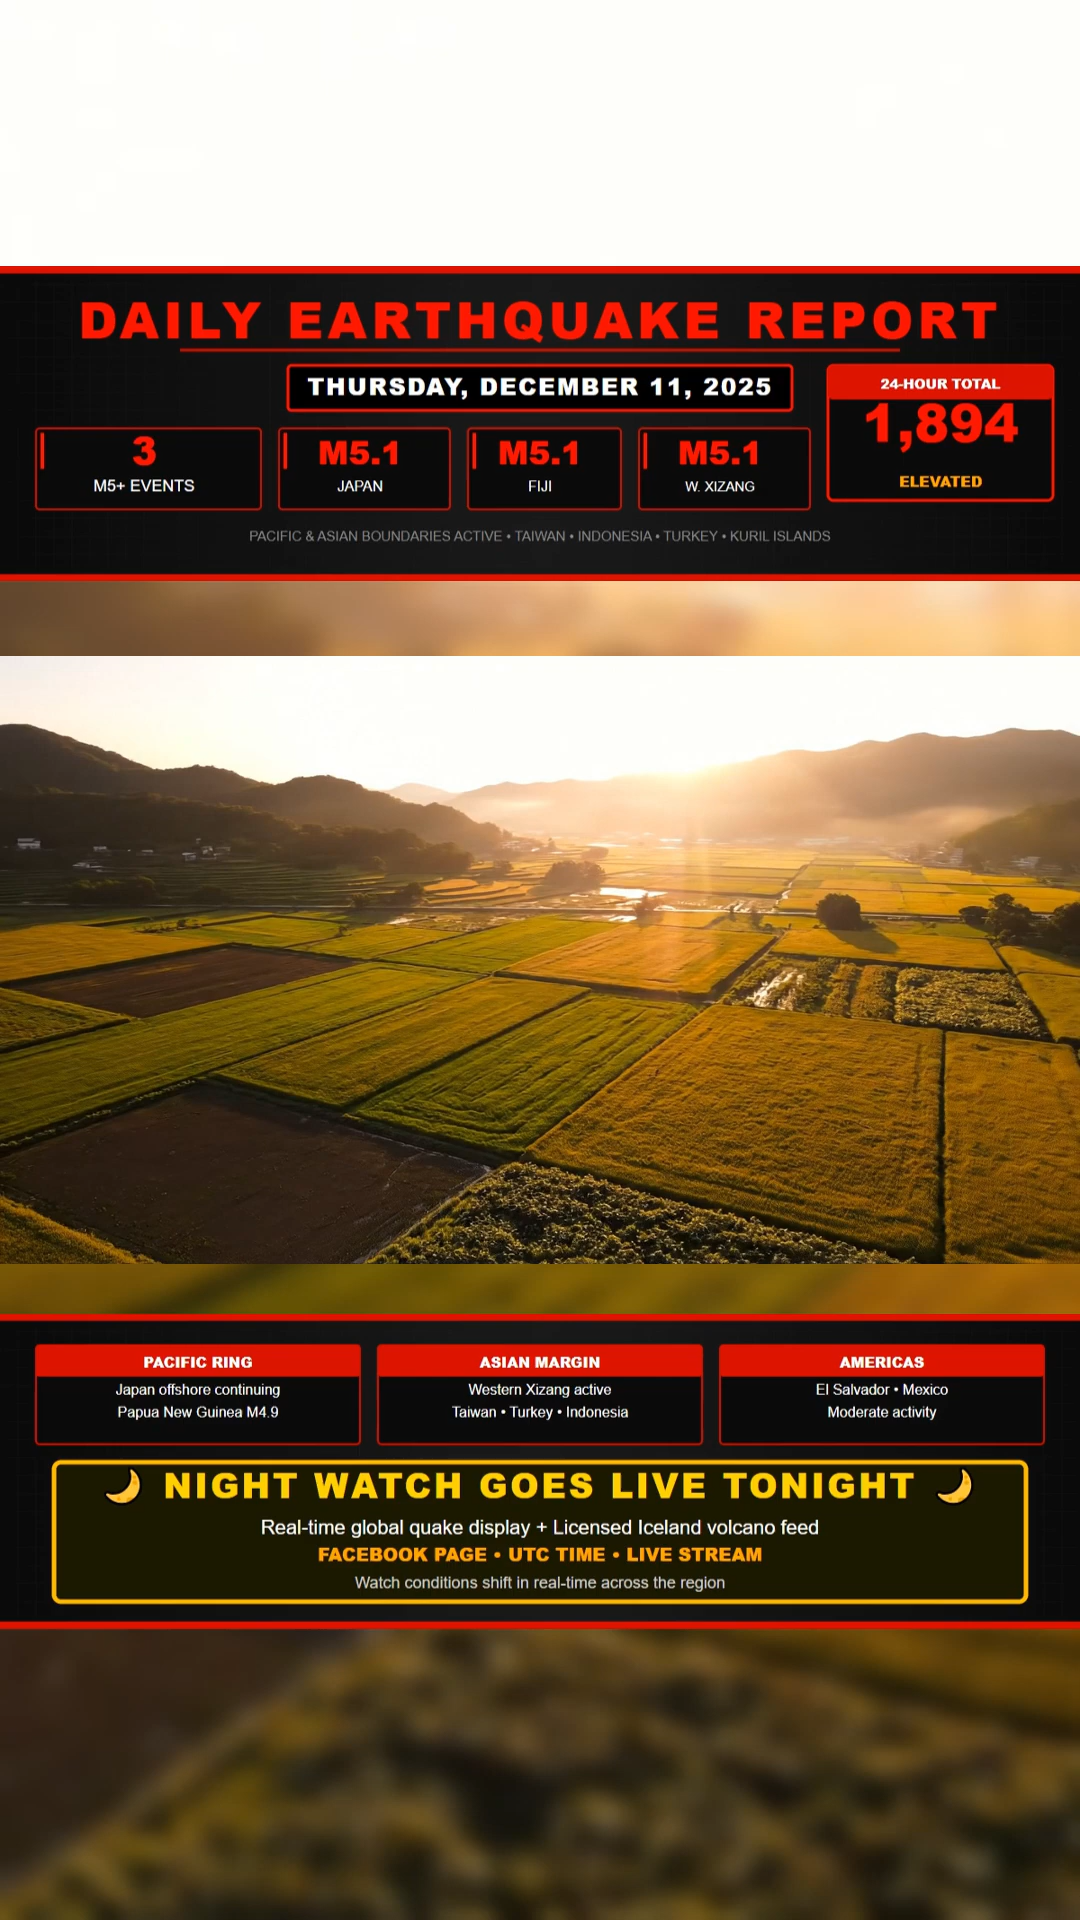 DAILY EARTHQUAKE REPORT
THURSDAY, DECEMBER 11, 2025
24-HOUR TOTAL
1,894
ELEVATED
3
M5+ EVENTS
M5.1
JAPAN
M5.1
FIJI
M5.1
W. XIZANG
PACIFIC & ASIAN BOUNDARIES ACTIVE • TAIWAN • INDONESIA • TURKEY • KURIL ISLANDS
PACIFIC RING
Japan offshore continuing
Papua New Guinea M4.9
ASIAN MARGIN
Western Xizang active
Taiwan • Turkey • Indonesia
AMERICAS
El Salvador • Mexico
Moderate activity
🌙 NIGHT WATCH GOES LIVE TONIGHT 🌙
Real-time global quake display + Licensed Iceland volcano feed
FACEBOOK PAGE • UTC TIME • LIVE STREAM
Watch conditions shift in real-time across the region